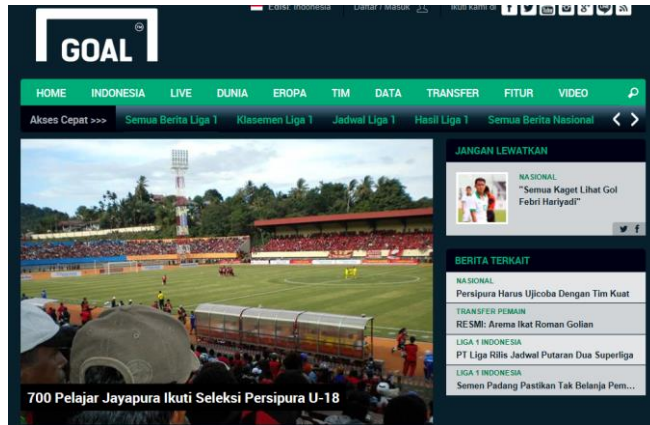 Edisi: Indonesia
Daftar / Masuk
Ikuti kami di
GOAL
HOME INDONESIA LIVE DUNIA EROPA TIM DATA TRANSFER FITUR VIDEO
Akses Cepat >>> Semua Berita Liga 1 Klasemen Liga 1 Jadwal Liga 1 Hasil Liga 1 Semua Berita Nasional
JANGAN LEWATKAN
NASIONAL
"Semua Kaget Lihat Gol
Febri Hariyadi"
BERITA TERKAIT
NASIONAL
Persipura Harus Ujicoba Dengan Tim Kuat
TRANSFER PEMAIN
RESMI: Arema Ikat Roman Golian
LIGA 1 INDONESIA
PT Liga Rilis Jadwal Putaran Dua Superliga
LIGA 1 INDONESIA
Semen Padang Pastikan Tak Belanja Pem...
700 Pelajar Jayapura Ikuti Seleksi Persipura U-18